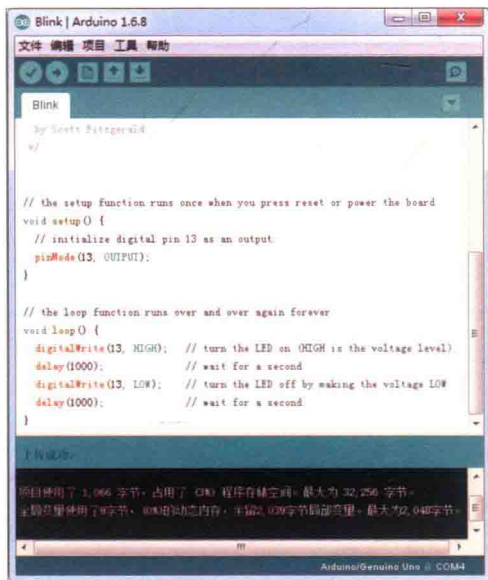 Blink | Arduino 1.6.8
文件 编辑 项目 工具 帮助
Blink
by Scott Fitzgerald
*/
// the setup function runs once when you press reset or power the board
void setup() {
// initialize digital pin 13 as an output
pinMode(13, OUTPUT);
}
// the loop function runs over and over again forever
void loop() {
digitalWrite(13, HIGH); // turn the LED on (HIGH is the voltage level)
delay(1000); // wait for a second
digitalWrite(13, LOW); // turn the LED off by making the voltage LOW
delay(1000); // wait for a second
}
上传成功。
项目使用了 1,066 字节，占用了 程序存储空间。最大为 32,256 字节。
全局变量使用了9字节， 的动态内存，余留2,039字节局部变量。最大为2,048字节。
Arduino/Genuino Uno 在 COM4